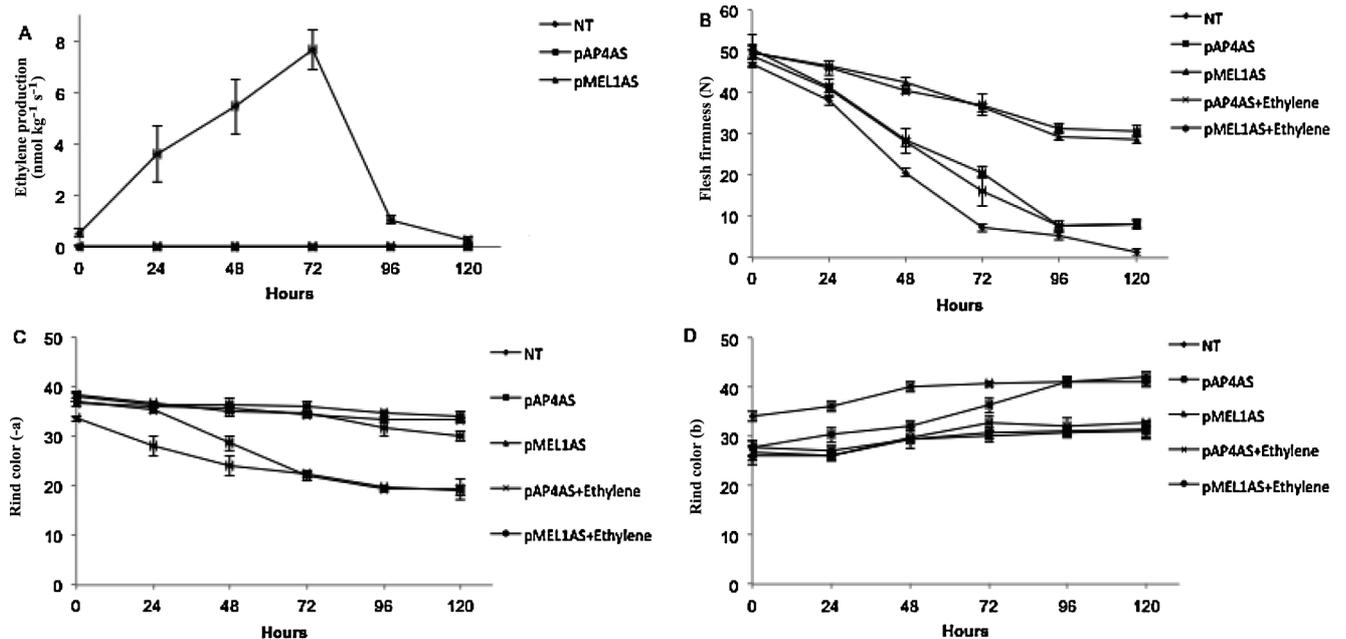 A
Ethylene production
(nmol kg⁻¹ s⁻¹)
8
6
4
2
0
0 24 48 72 96 120
Hours
NT
pAP4AS
pMEL1AS
B
Flesh firmness (N)
60
50
40
30
20
10
0
0 24 48 72 96 120
Hours
NT
pAP4AS
pMEL1AS
pAP4AS+Ethylene
pMEL1AS+Ethylene
C
Rind color (-a)
50
40
30
20
10
0
0 24 48 72 96 120
Hours
NT
pAP4AS
pMEL1AS
pAP4AS+Ethylene
pMEL1AS+Ethylene
D
Rind color (b)
50
40
30
20
10
0
0 24 48 72 96 120
Hours
NT
pAP4AS
pMEL1AS
pAP4AS+Ethylene
pMEL1AS+Ethylene